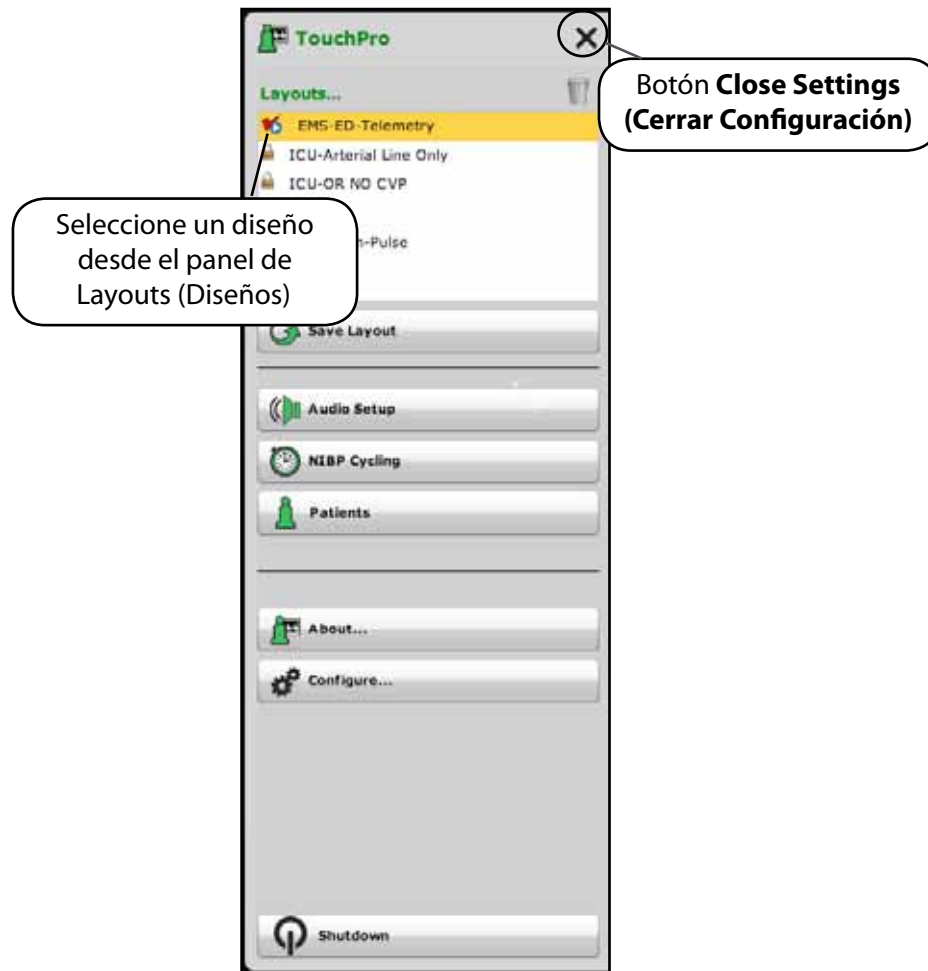 TouchPro
Botón Close Settings
(Cerrar Configuración)
Layouts...
EMS-ED-Telemetry
ICU-Arterial Line Only
ICU-OR NO CVP
Seleccione un diseño
desde el panel de
Layouts (Diseños)
-Pulse
Save Layout
Audio Setup
NIBP Cycling
Patients
About...
Configure...
Shutdown